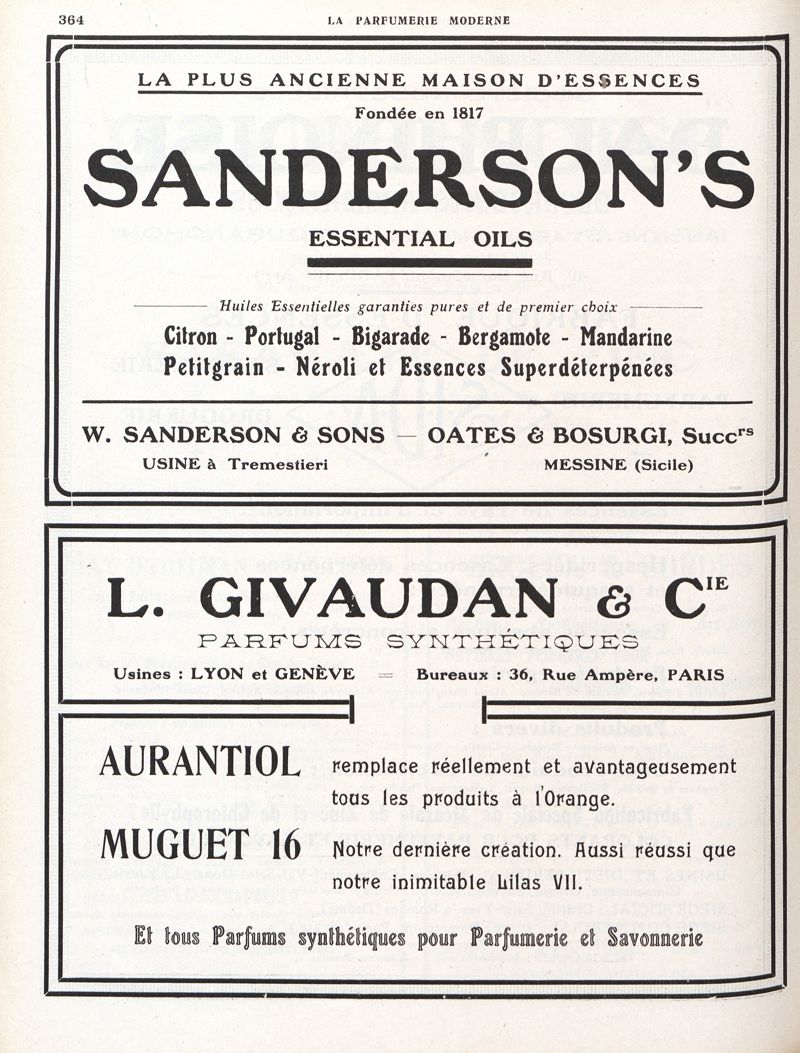 364
LA PARFUMERIE MODERNE
LA PLUS ANCIENNE MAISON D'ESSENCES
Fondée en 1817
SANDERSON'S
ESSENTIAL OILS
Huiles Essentielles garanties pures et de premier choix
Citron - Portugal - Bigarade - Bergamote - Mandarine
Petitgrain - Néroli et Essences Superdéterpénées
W. SANDERSON & SONS — OATES & BOSURGI, Succrs
USINE à Tremestieri
MESSINE (Sicile)
L. GIVAUDAN & CIE
PARFUMS SYNTHÉTIQUES
Usines : LYON et GENÈVE = Bureaux : 36, Rue Ampère, PARIS
AURANTIOL remplace réellement et avantageusement
tous les produits à l'Orange.
MUGUET 16 Notre dernière création. Aussi réussi que
notre inimitable Lilas VII.
Et tous Parfums synthétiques pour Parfumerie et Savonnerie